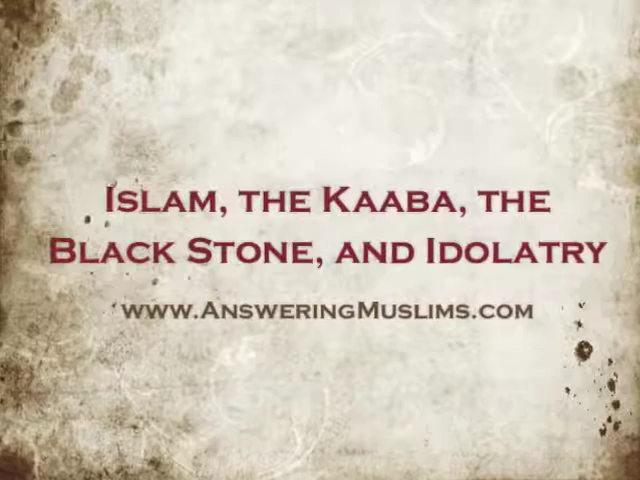 Islam, the Kaaba, the
Black Stone, and Idolatry
www.AnsweringMuslims.com